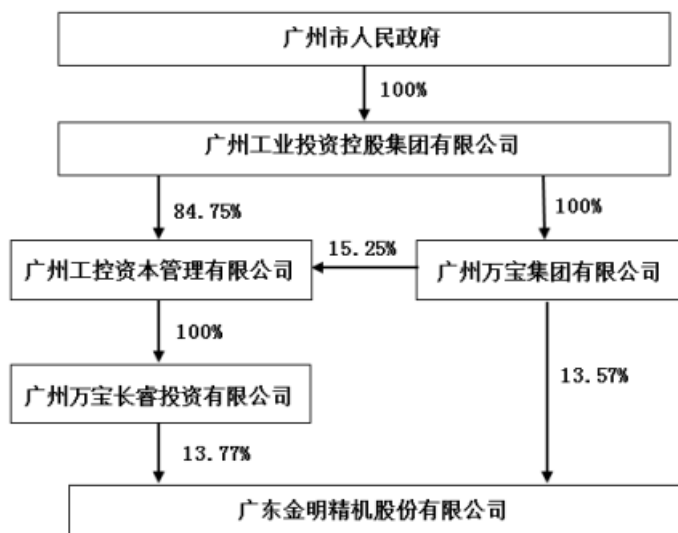 广州市人民政府
100%
广州工业投资控股集团有限公司
84.75%
100%
广州工控资本管理有限公司
15.25%
广州万宝集团有限公司
100%
广州万宝长睿投资有限公司
13.57%
13.77%
广东金明精机股份有限公司